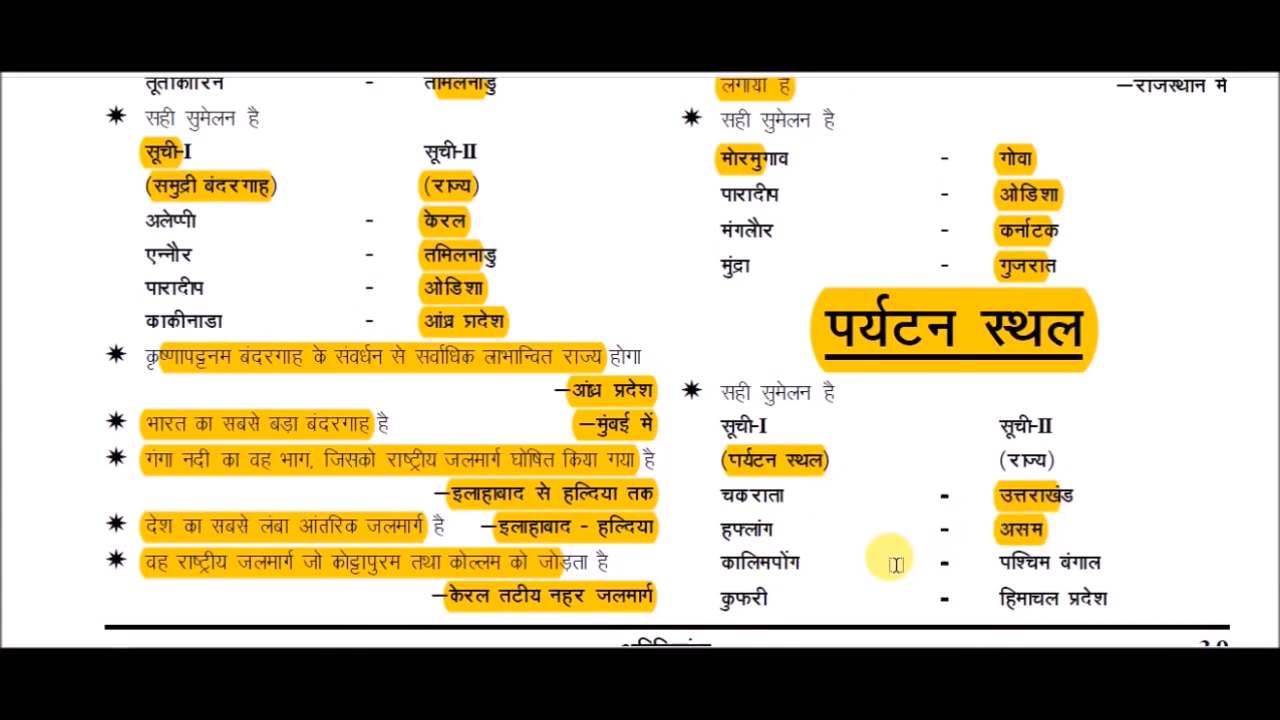 तूतीकोरिन - तमिलनाडु
✷ सही सुमेलन है
सूची-I सूची-II
(समुद्री बंदरगाह) (राज्य)
अलेप्पी - केरल
एन्नौर - तमिलनाडु
पारादीप - ओडिशा
काकीनाडा - आंध्र प्रदेश
✷ कृष्णापट्टनम बंदरगाह के संवर्धन से सर्वाधिक लाभान्वित राज्य होगा
—आंध्र प्रदेश
✷ भारत का सबसे बड़ा बंदरगाह है —मुंबई में
✷ गंगा नदी का वह भाग, जिसको राष्ट्रीय जलमार्ग घोषित किया गया है
—इलाहाबाद से हल्दिया तक
✷ देश का सबसे लंबा आंतरिक जलमार्ग है —इलाहाबाद - हल्दिया
✷ वह राष्ट्रीय जलमार्ग जो कोट्टापुरम तथा कोल्लम को जोड़ता है
—केरल तटीय नहर जलमार्ग
लगाया है —राजस्थान में
✷ सही सुमेलन है
मोरमुगाव - गोवा
पारादीप - ओडिशा
मंगलौर - कर्नाटक
मुंद्रा - गुजरात
पर्यटन स्थल
✷ सही सुमेलन है
सूची-I सूची-II
(पर्यटन स्थल) (राज्य)
चकराता - उत्तराखंड
हफ्लांग - असम
कालिमपोंग - पश्चिम बंगाल
कुफरी - हिमाचल प्रदेश